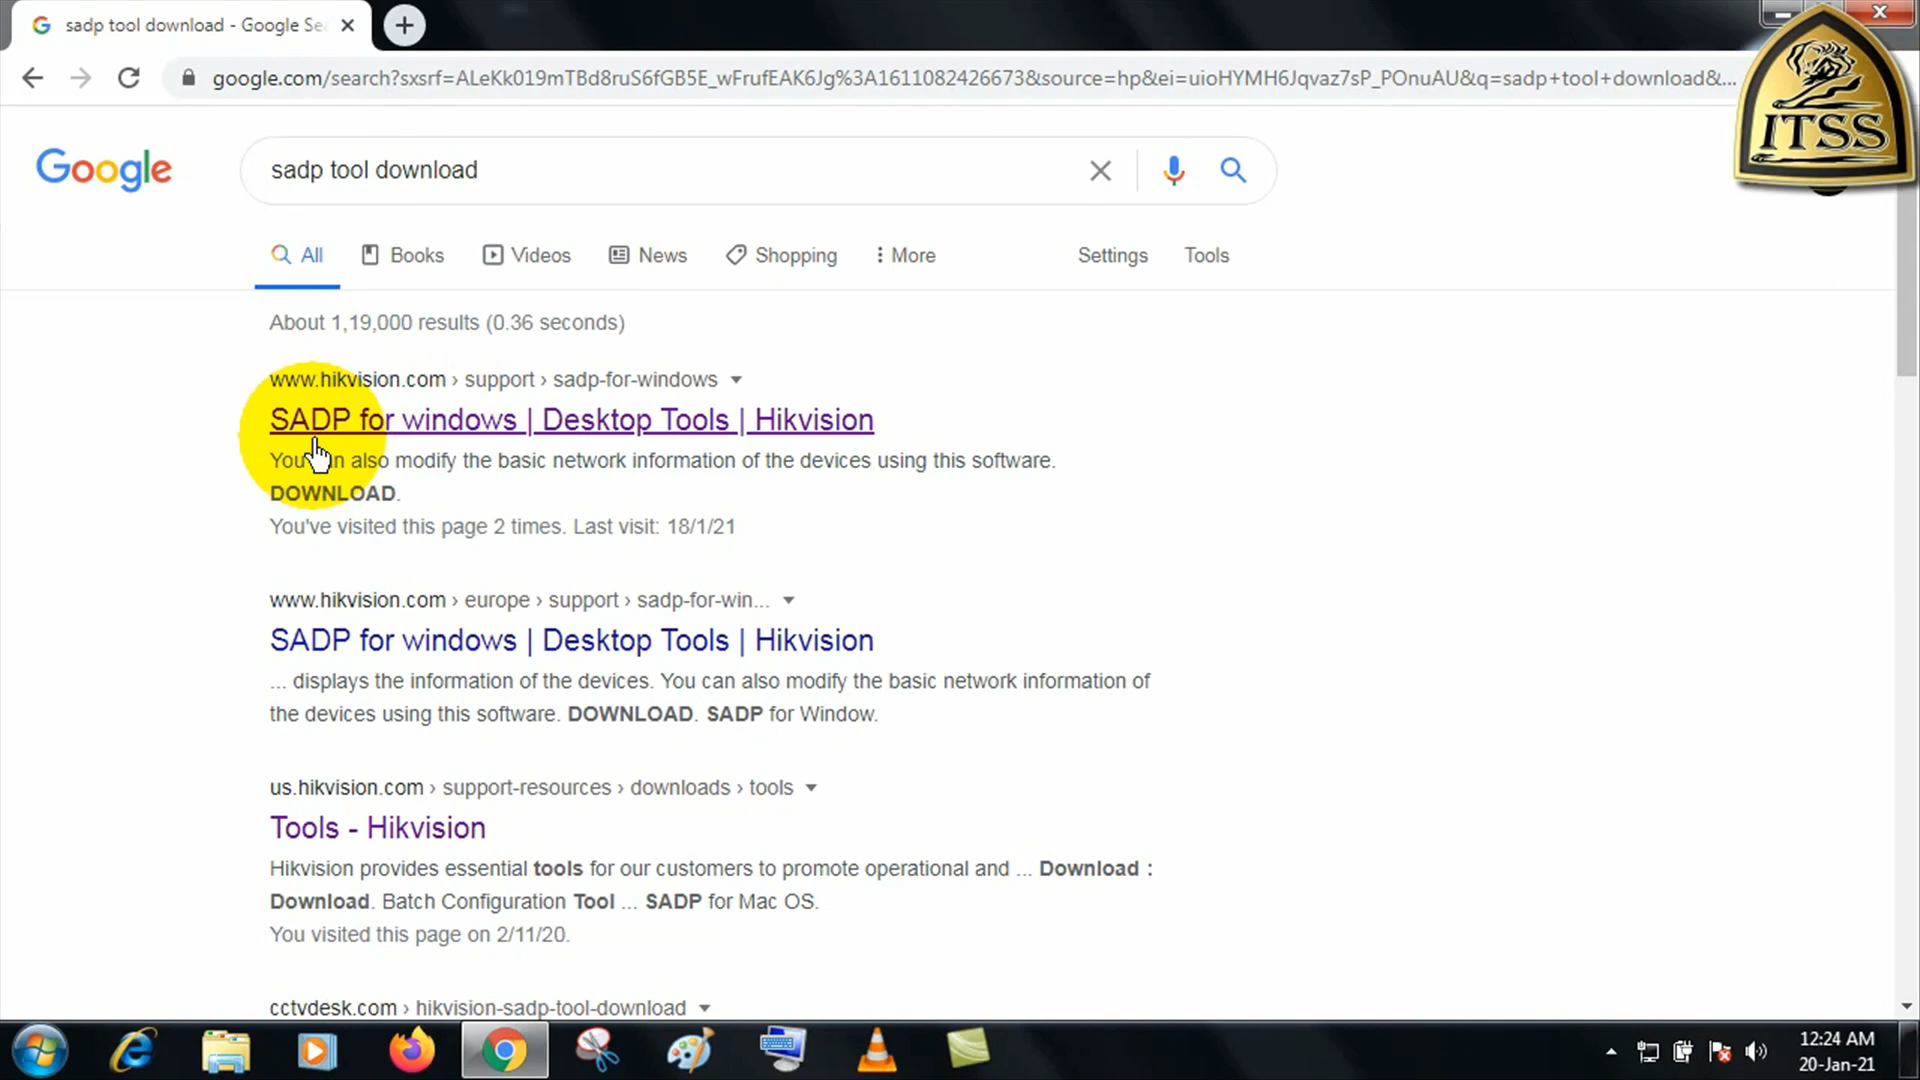 sadp tool download - Google Se
google.com/search?sxsrf=ALeKk019mTBd8ruS6fGB5E_wFrufEAK6Jg%3A1611082426673&source=hp&ei=uioHYMH6Jqvaz7sP_POnuAU&q=sadp+tool+download&...
ITSS
Google
sadp tool download
All Books Videos News Shopping More Settings Tools
About 1,19,000 results (0.36 seconds)
www.hikvision.com › support › sadp-for-windows
SADP for windows | Desktop Tools | Hikvision
You can also modify the basic network information of the devices using this software.
DOWNLOAD.
You've visited this page 2 times. Last visit: 18/1/21
www.hikvision.com › europe › support › sadp-for-win...
SADP for windows | Desktop Tools | Hikvision
... displays the information of the devices. You can also modify the basic network information of
the devices using this software. DOWNLOAD. SADP for Window.
us.hikvision.com › support-resources › downloads › tools
Tools - Hikvision
Hikvision provides essential tools for our customers to promote operational and ... Download :
Download. Batch Configuration Tool ... SADP for Mac OS.
You visited this page on 2/11/20.
cctvdesk.com › hikvision-sadp-tool-download
12:24 AM
20-Jan-21